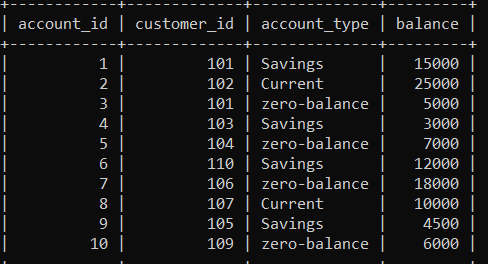 account_id | customer_id | account_type | balance |
| 1 | 101 | Savings | 15000 |
| 2 | 102 | Current | 25000 |
| 3 | 101 | zero-balance | 5000 |
| 4 | 103 | Savings | 3000 |
| 5 | 104 | zero-balance | 7000 |
| 6 | 110 | Savings | 12000 |
| 7 | 106 | zero-balance | 18000 |
| 8 | 107 | Current | 10000 |
| 9 | 105 | Savings | 4500 |
| 10 | 109 | zero-balance | 6000 |